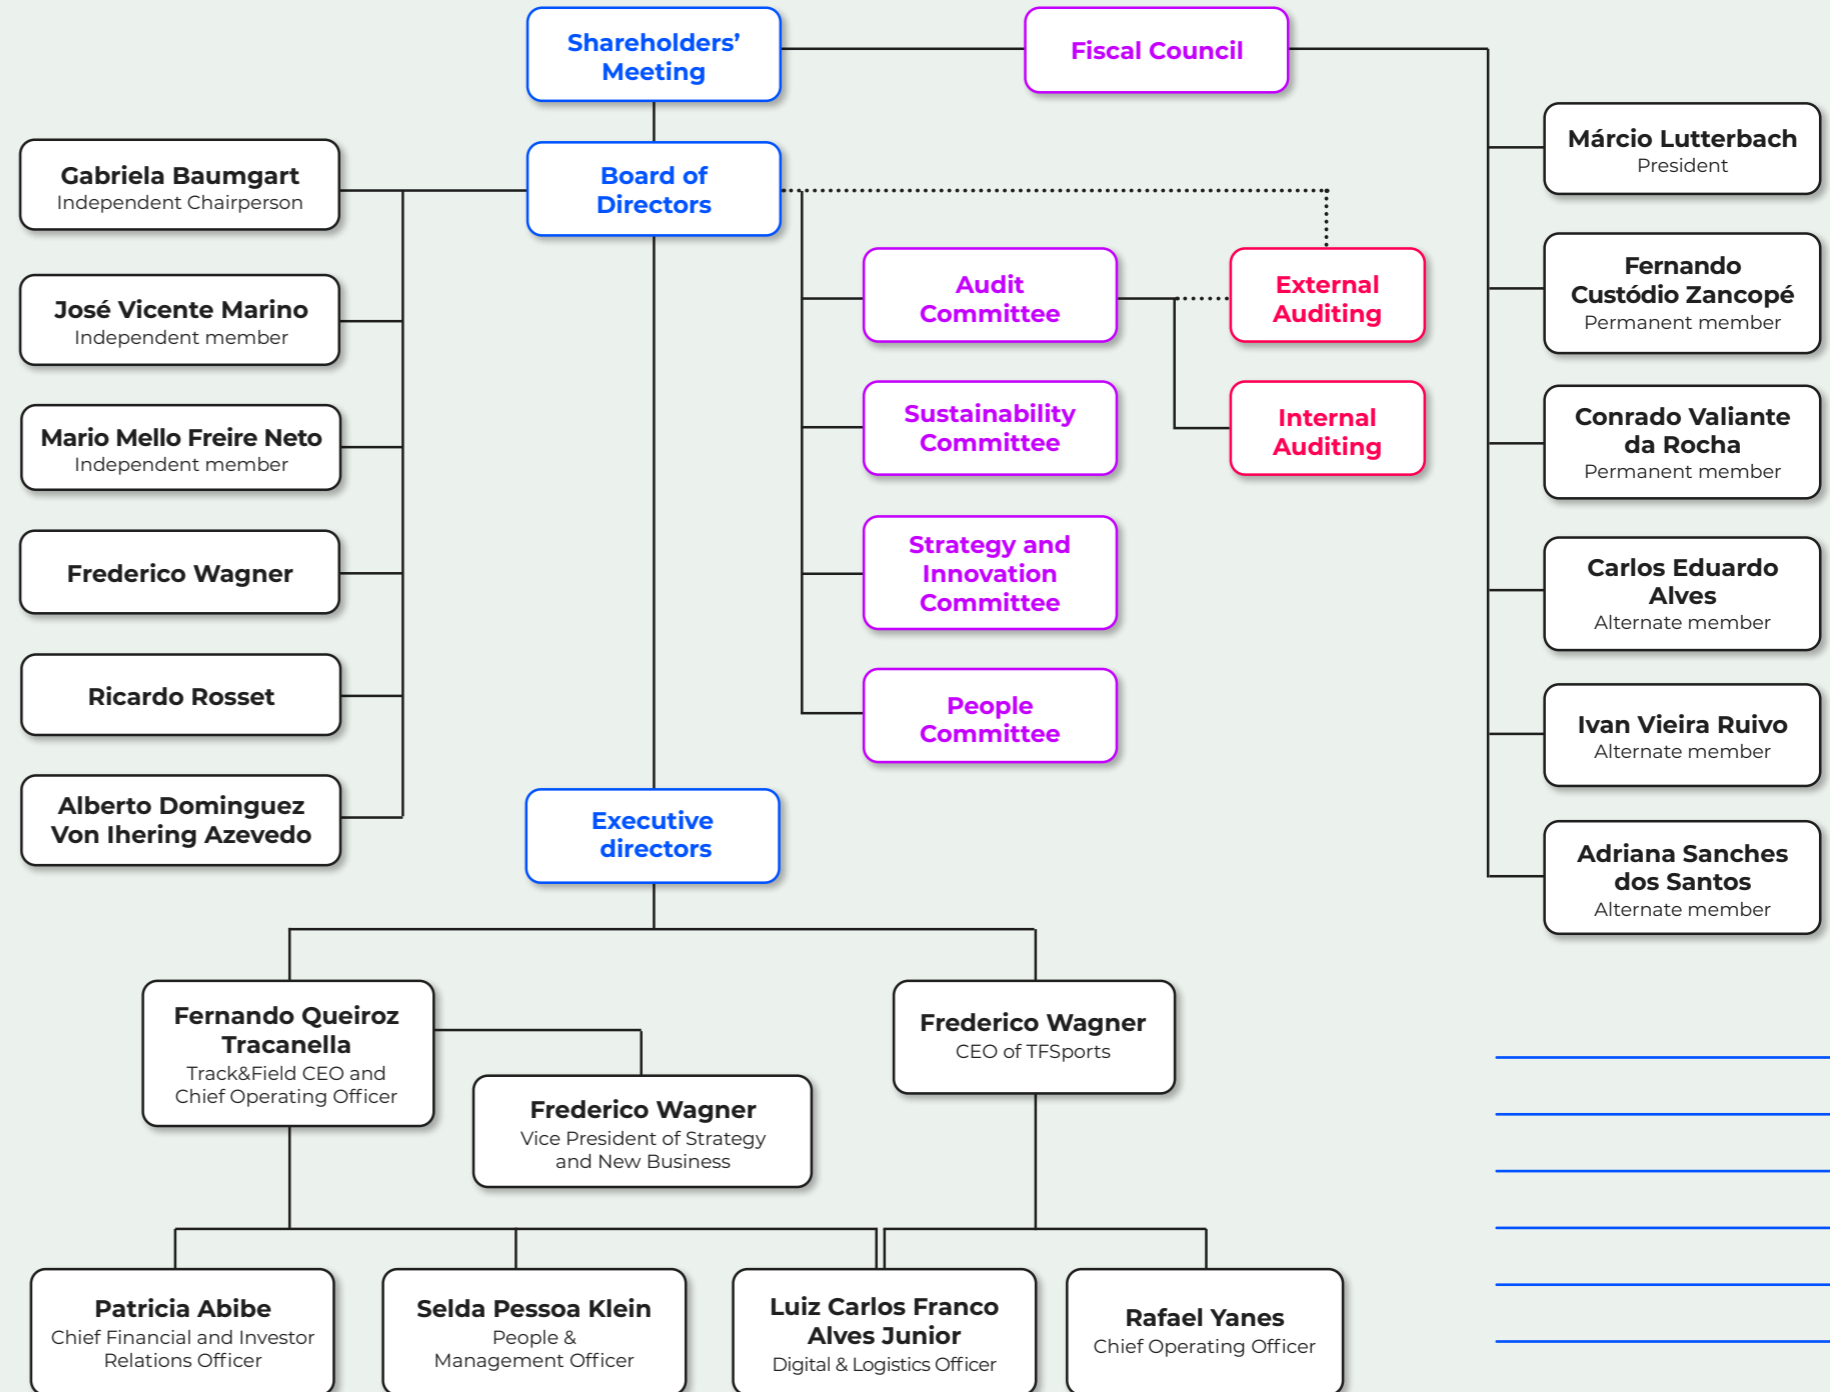 Shareholders’
Meeting
Fiscal Council
Board of
Directors
Gabriela Baumgart
Independent Chairperson
José Vicente Marino
Independent member
Mario Mello Freire Neto
Independent member
Frederico Wagner
Ricardo Rosset
Alberto Dominguez
Von Ihering Azevedo
Audit
Committee
External
Auditing
Sustainability
Committee
Internal
Auditing
Strategy and
Innovation
Committee
People
Committee
Márcio Lutterbach
President
Fernando
Custódio Zancopé
Permanent member
Conrado Valiante
da Rocha
Permanent member
Carlos Eduardo
Alves
Alternate member
Ivan Vieira Ruivo
Alternate member
Adriana Sanches
dos Santos
Alternate member
Executive
directors
Fernando Queiroz
Tracanella
Track&Field CEO and
Chief Operating Officer
Frederico Wagner
Vice President of Strategy
and New Business
Frederico Wagner
CEO of TFSports
Patricia Abibe
Chief Financial and Investor
Relations Officer
Selda Pessoa Klein
People &
Management Officer
Luiz Carlos Franco
Alves Junior
Digital & Logistics Officer
Rafael Yanes
Chief Operating Officer